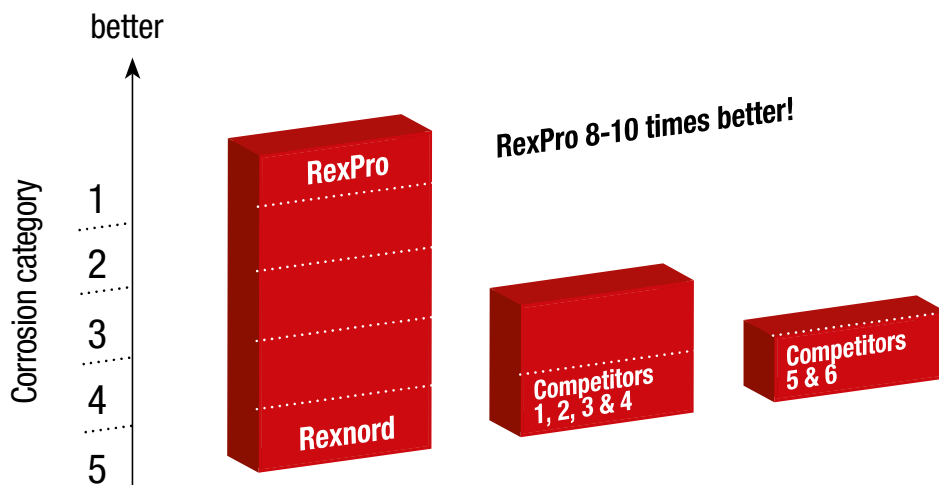 better
RexPro 8-10 times better!
RexPro
Corrosion category
1
2
3
4
5
Rexnord
Competitors
1, 2, 3 & 4
Competitors
5 & 6